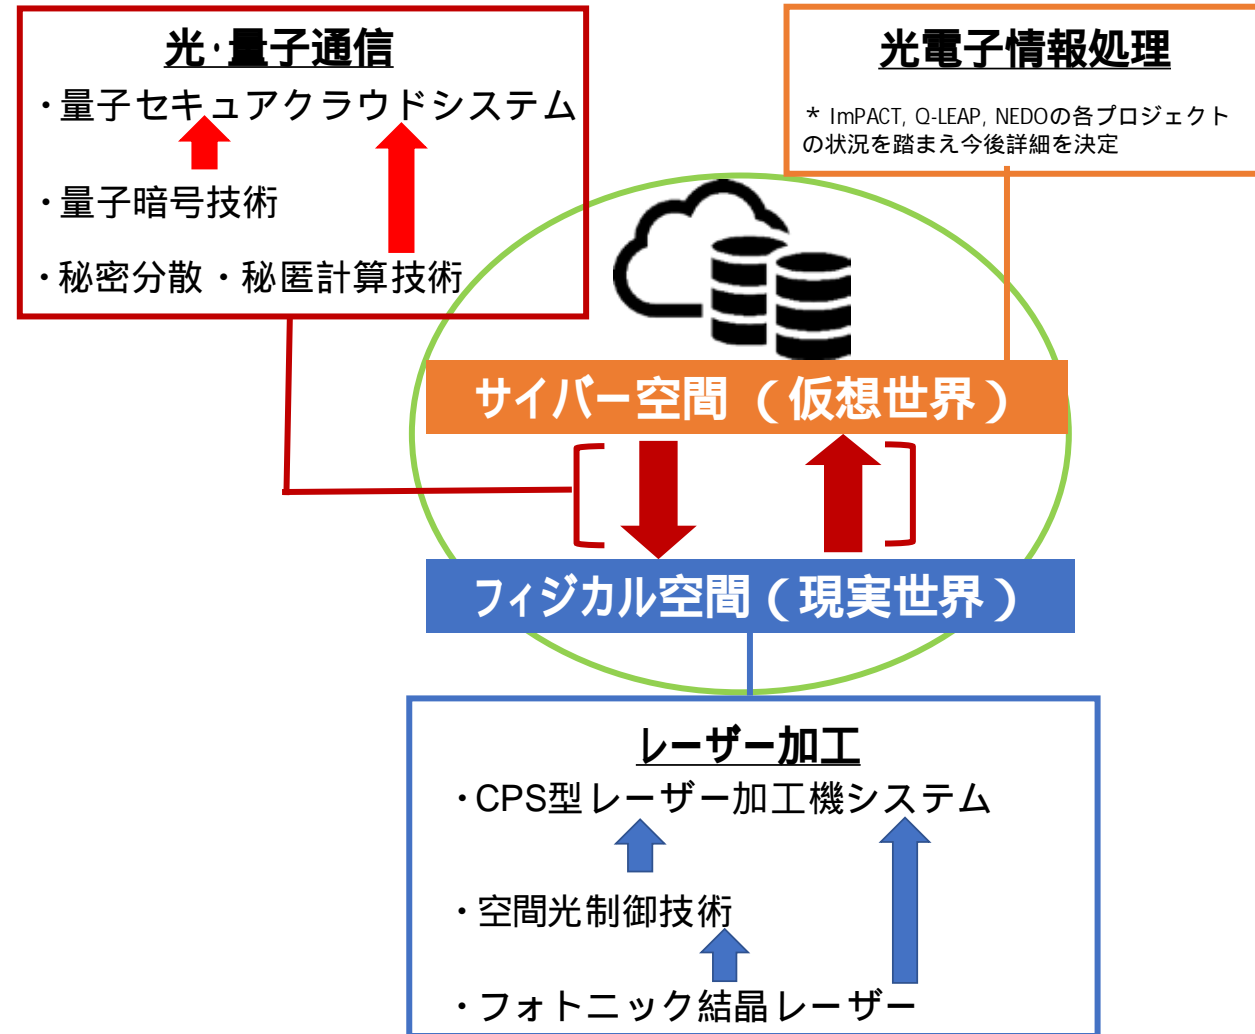 光・量子通信
・量子セキュアクラウドシステム
・量子暗号技術
・秘密分散・秘匿計算技術
光電子情報処理
* ImPACT, Q-LEAP, NEDOの各プロジェクト
の状況を踏まえ今後詳細を決定
サイバー空間（仮想世界）
フィジカル空間（現実世界）
レーザー加工
・CPS型レーザー加工機システム
・空間光制御技術
・フォトニック結晶レーザー